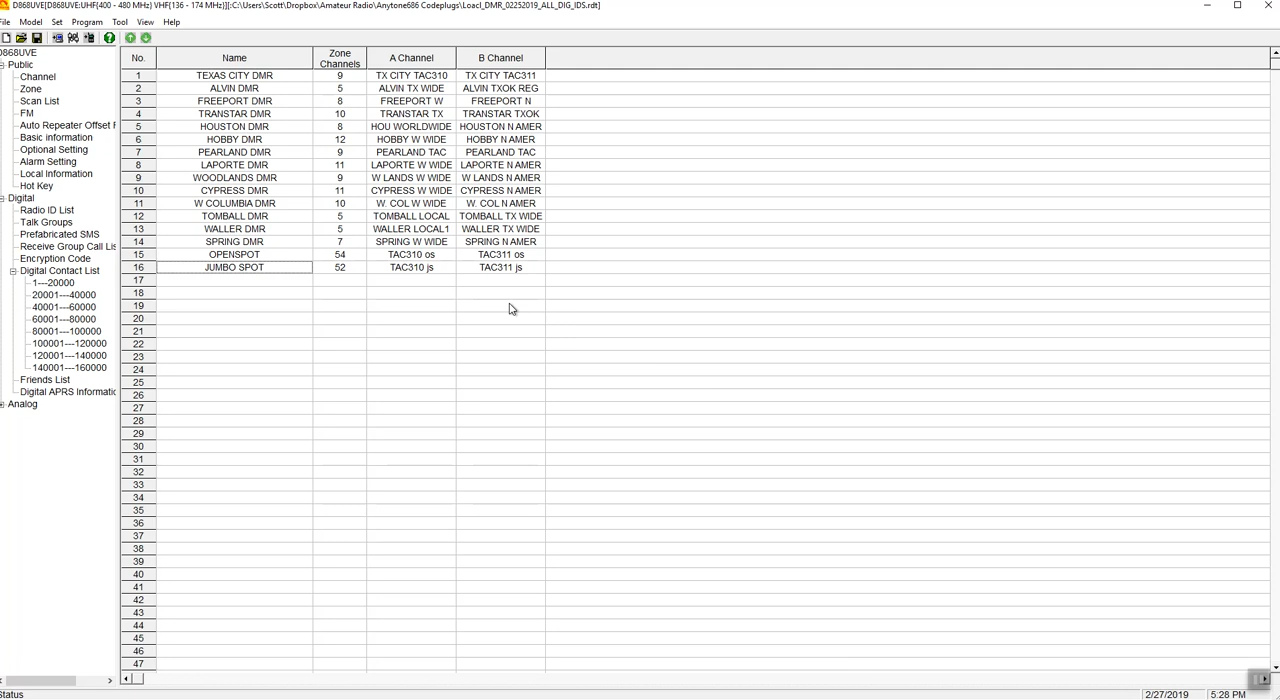 D868UVE[D868UVE:UHF{400 - 480 MHz} VHF{136 - 174 MHz}][C:\Users\Scott\Dropbox\Amateur Radio\Anytone686 Codeplugs\Loacl_DMR_02252019_ALL_DIG_IDS.rdt]
File Model Set Program Tool View Help
D868UVE
Public
Channel
Zone
Scan List
FM
Auto Repeater Offset F
Basic information
Optional Setting
Alarm Setting
Local Information
Hot Key
Digital
Radio ID List
Talk Groups
Prefabricated SMS
Receive Group Call Lis
Encryption Code
Digital Contact List
1---20000
20001---40000
40001---60000
60001---80000
80001---100000
100001---120000
120001---140000
140001---160000
Friends List
Digital APRS Informatic
Analog
No. Name Zone Channels A Channel B Channel
1 TEXAS CITY DMR 9 TX CITY TAC310 TX CITY TAC311
2 ALVIN DMR 5 ALVIN TX WIDE ALVIN TXOK REG
3 FREEPORT DMR 8 FREEPORT W FREEPORT N
4 TRANSTAR DMR 10 TRANSTAR TX TRANSTAR TXOK
5 HOUSTON DMR 8 HOU WORLDWIDE HOUSTON N AMER
6 HOBBY DMR 12 HOBBY W WIDE HOBBY N AMER
7 PEARLAND DMR 9 PEARLAND TAC PEARLAND TAC
8 LAPORTE DMR 11 LAPORTE W WIDE LAPORTE N AMER
9 WOODLANDS DMR 9 W LANDS W WIDE W LANDS N AMER
10 CYPRESS DMR 11 CYPRESS W WIDE CYPRESS N AMER
11 W COLUMBIA DMR 10 W. COL W WIDE W. COL N AMER
12 TOMBALL DMR 5 TOMBALL LOCAL TOMBALL TX WIDE
13 WALLER DMR 5 WALLER LOCAL1 WALLER TX WIDE
14 SPRING DMR 7 SPRING W WIDE SPRING N AMER
15 OPENSPOT 54 TAC310 os TAC311 os
16 JUMBO SPOT 52 TAC310 js TAC311 js
17
18
19
20
21
22
23
24
25
26
27
28
29
30
31
32
33
34
35
36
37
38
39
40
41
42
43
44
45
46
47
Status 2/27/2019 5:28 PM